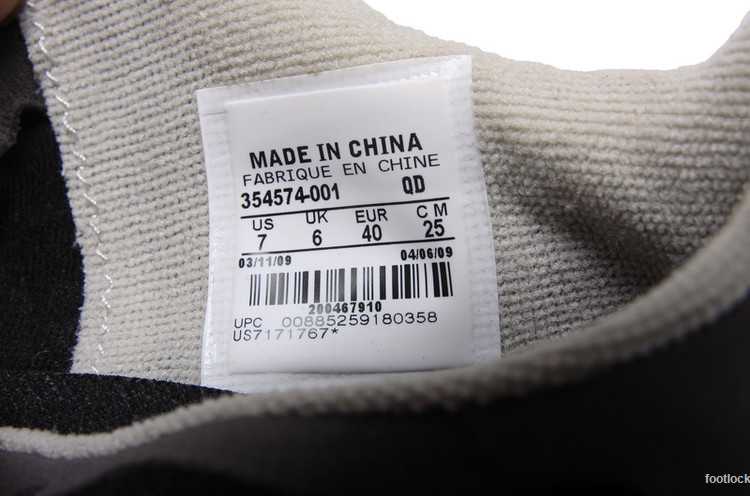 MADE IN CHINA
FABRIQUE EN CHINE
354574-001 QD
US UK EUR CM
7 6 40 25
03/11/09 04/06/09
200467910
UPC 00885259180358
US7171767*
footlock